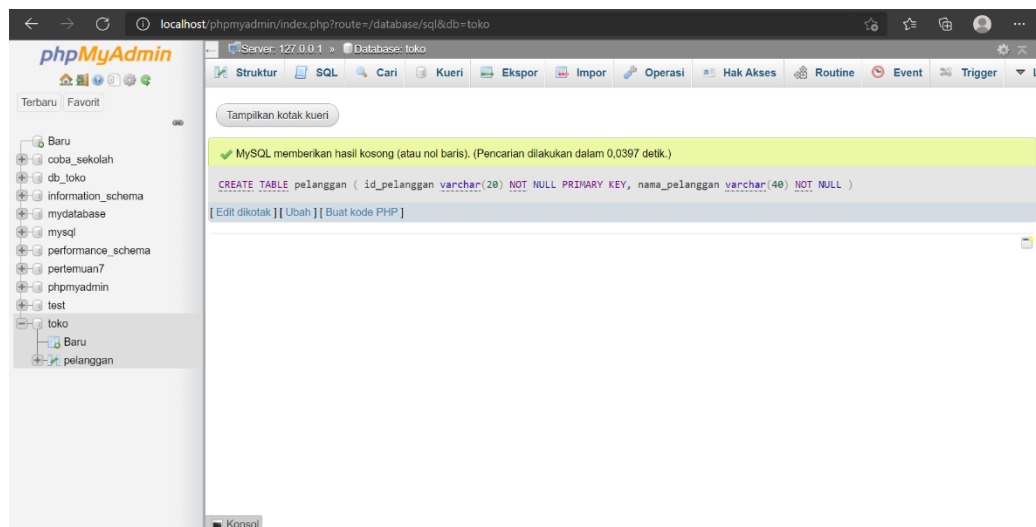 localhost/phpmyadmin/index.php?route=/database/sql&db=toko
phpMyAdmin
Terbaru Favorit
Baru
coba_sekolah
db_toko
information_schema
mydatabase
mysql
performance_schema
pertemuan7
phpmyadmin
test
toko
Baru
pelanggan
Server: 127.0.0.1 » Database: toko
Struktur SQL Cari Kueri Ekspor Impor Operasi Hak Akses Routine Event Trigger
Tampilkan kotak kueri
MySQL memberikan hasil kosong (atau nol baris). (Pencarian dilakukan dalam 0,0397 detik.)
CREATE TABLE pelanggan ( id_pelanggan varchar(20) NOT NULL PRIMARY KEY, nama_pelanggan varchar(40) NOT NULL )
[ Edit dikotak ] [ Ubah ] [ Buat kode PHP ]
Konsol